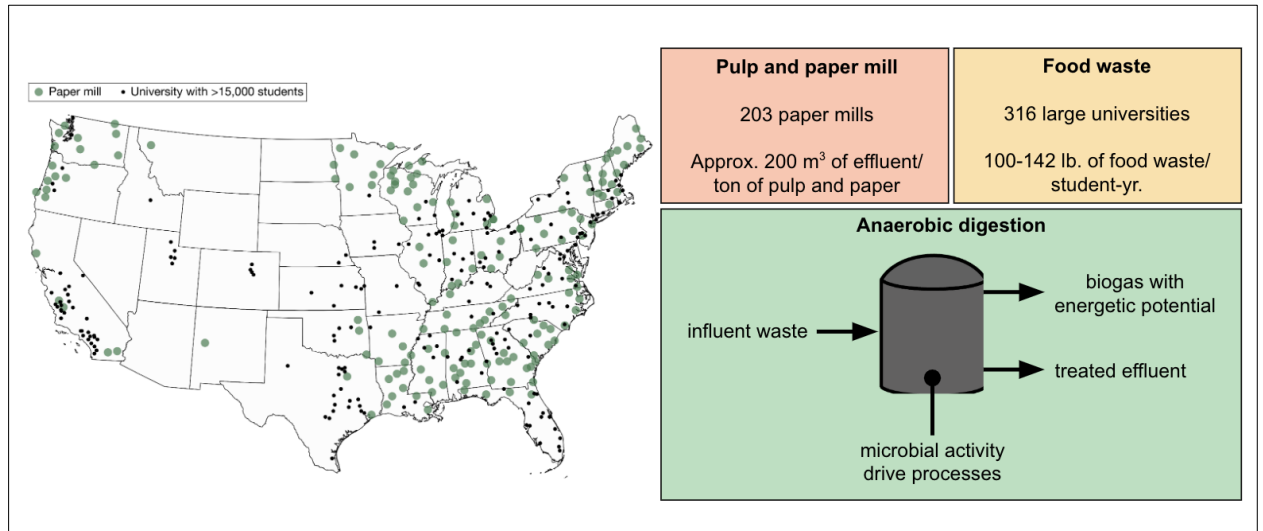 Paper mill
University with >15,000 students
Pulp and paper mill
203 paper mills
Approx. 200 m³ of effluent/
ton of pulp and paper
Food waste
316 large universities
100-142 lb. of food waste/
student-yr.
Anaerobic digestion
influent waste
biogas with
energetic potential
treated effluent
microbial activity
drive processes